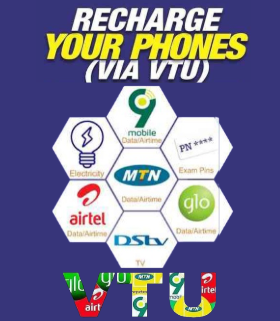 RECHARGE
YOUR PHONES
(VIA VTU)
9
mobile
Data/Airtime
Electricity
PN ****
Exam Pins
MTN
Data/Airtime
airtel
Data/Airtime
glo
Data/Airtime
DStv
TV
VTU